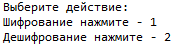 Выберите действие:
Шифрование нажмите - 1
Дешифрование нажмите - 2